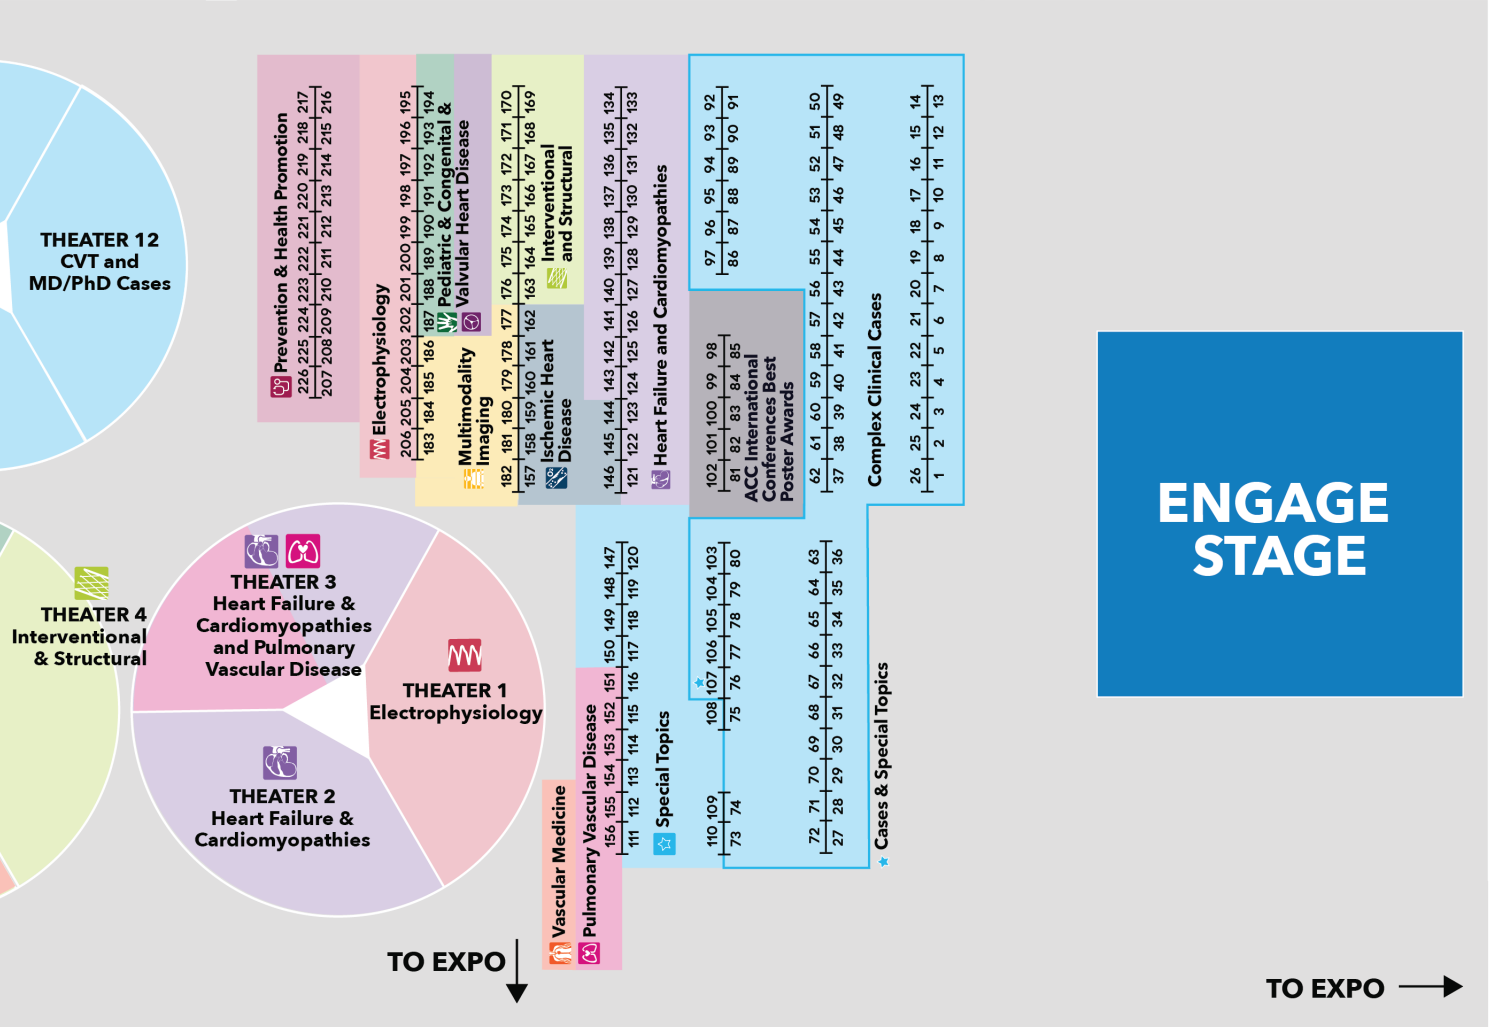 THEATER 12
CVT and
MD/PhD Cases
Prevention & Health Promotion
226 225 224 223 222 221 220 219 218 217
207 208 209 210 211 212 213 214 215 216
Electrophysiology
206 205 204 203 202 201 200 199 198 197 196 195
183 184 185 186 187 188 189 190 191 192 193 194
Pediatric & Congenital &
Valvular Heart Disease
Multimodality
Imaging
182 181 180 179 178 177 176 175 174 173 172 171 170
157 158 159 160 161 162 163 164 165 166 167 168 169
Interventional
and Structural
Ischemic Heart
Disease
146 145 144 143 142 141 140 139 138 137 136 135 134
121 122 123 124 125 126 127 128 129 130 131 132 133
Heart Failure and Cardiomyopathies
97 96 95 94 93 92
86 87 88 89 90 91
102 101 100 99 98
81 82 83 84 85
ACC International
Conferences Best
Poster Awards
62 61 60 59 58 57 56 55 54 53 52 51 50
37 38 39 40 41 42 43 44 45 46 47 48 49
Complex Clinical Cases
26 25 24 23 22 21 20 19 18 17 16 15 14
1 2 3 4 5 6 7 8 9 10 11 12 13
ENGAGE
STAGE
THEATER 4
Interventional
& Structural
THEATER 3
Heart Failure &
Cardiomyopathies
and Pulmonary
Vascular Disease
THEATER 1
Electrophysiology
THEATER 2
Heart Failure &
Cardiomyopathies
Vascular Medicine
Pulmonary Vascular Disease
156 155 154 153 152 151 150 149 148 147
111 112 113 114 115 116 117 118 119 120
Special Topics
110 109 108 107 106 105 104 103
73 74 75 76 77 78 79 80
72 71 70 69 68 67 66 65 64 63
27 28 29 30 31 32 33 34 35 36
Cases & Special Topics
TO EXPO
TO EXPO